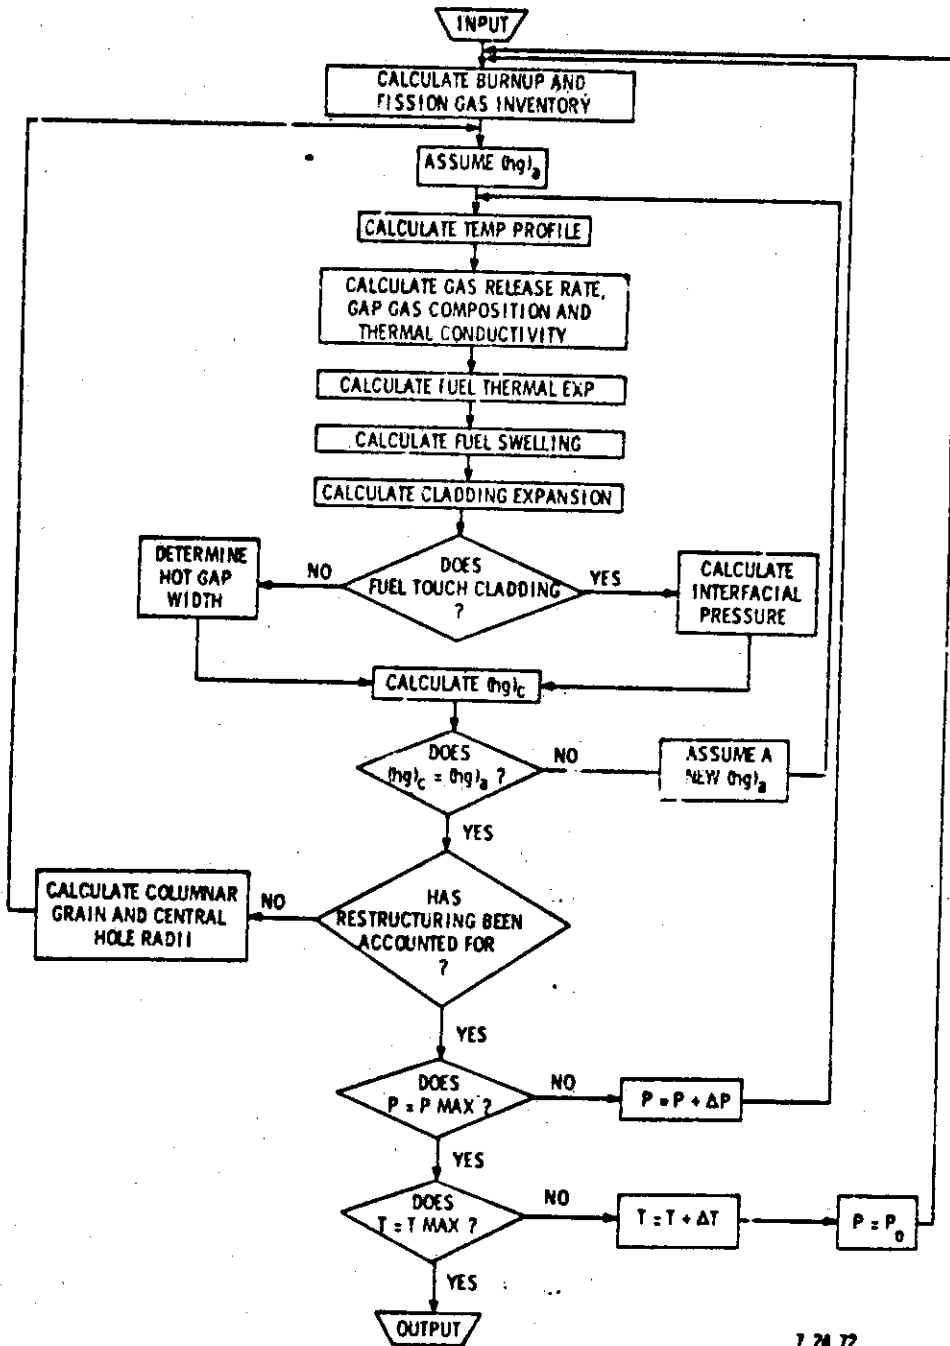 INPUT
CALCULATE BURNUP AND
FISSION GAS INVENTORY
ASSUME (hg)a
CALCULATE TEMP PROFILE
CALCULATE GAS RELEASE RATE,
GAP GAS COMPOSITION AND
THERMAL CONDUCTIVITY
CALCULATE FUEL THERMAL EXP
CALCULATE FUEL SWELLING
CALCULATE CLADDING EXPANSION
DETERMINE
HOT GAP
WIDTH
NO
DOES
FUEL TOUCH CLADDING
?
YES
CALCULATE
INTERFACIAL
PRESSURE
CALCULATE (hg)c
DOES
(hg)c = (hg)a ?
NO
ASSUME A
NEW (hg)a
YES
CALCULATE COLUMNAR
GRAIN AND CENTRAL
HOLE RADII
NO
HAS
RESTRUCTURING BEEN
ACCOUNTED FOR
?
YES
DOES
P = P MAX ?
NO
P = P + ΔP
YES
DOES
T = T MAX ?
NO
T = T + ΔT
P = P0
YES
OUTPUT
7 24 72